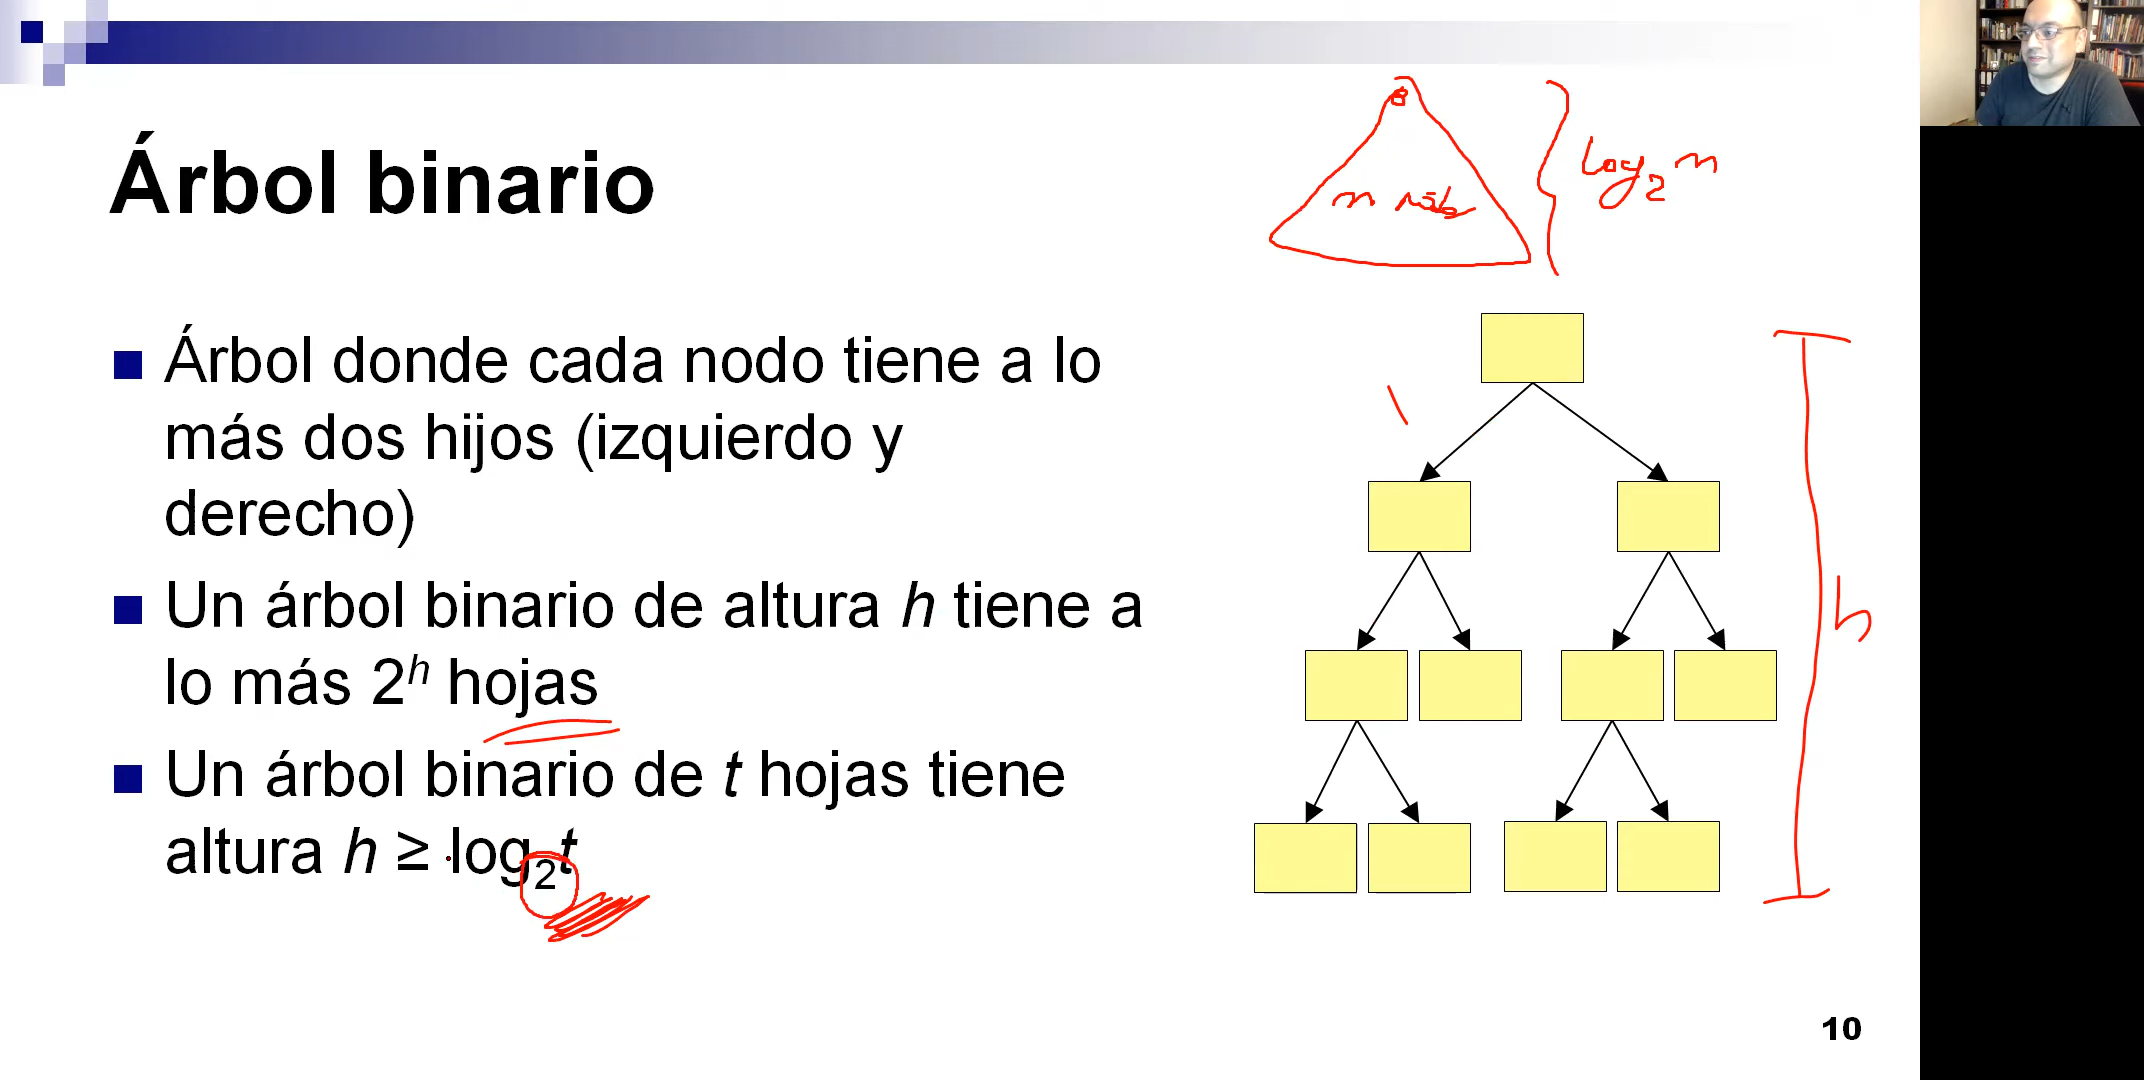 Árbol binario
log₂ n
n
Árbol donde cada nodo tiene a lo
más dos hijos (izquierdo y
derecho)
Un árbol binario de altura h tiene a
lo más 2ʰ hojas
Un árbol binario de t hojas tiene
altura h ≥ log₂t
h
10